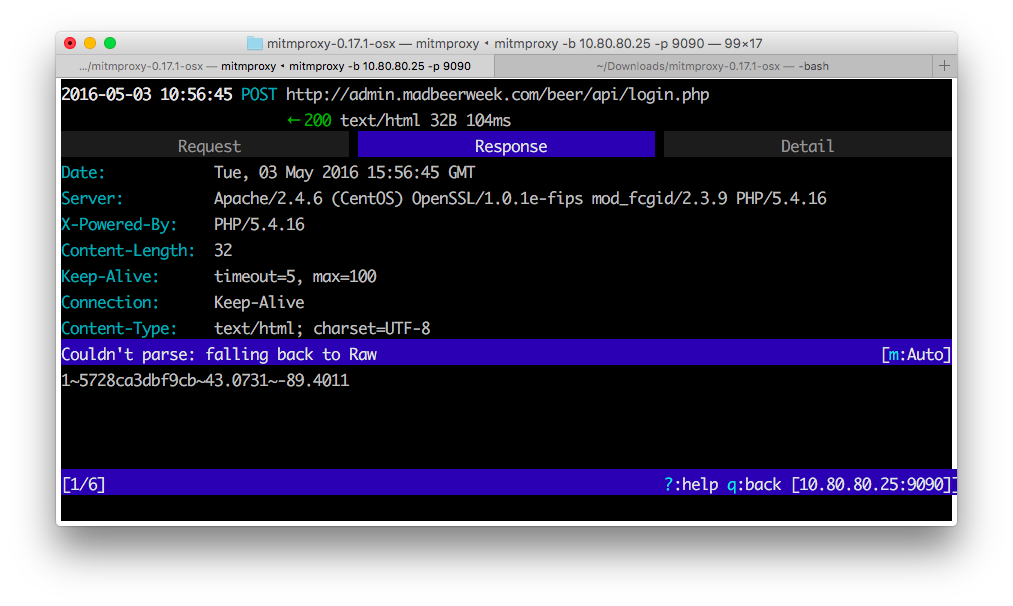 mitmproxy-0.17.1-osx — mitmproxy ‹ mitmproxy -b 10.80.80.25 -p 9090 — 99×17
.../mitmproxy-0.17.1-osx — mitmproxy ‹ mitmproxy -b 10.80.80.25 -p 9090
~/Downloads/mitmproxy-0.17.1-osx — -bash
+
2016-05-03 10:56:45 POST http://admin.madbeerweek.com/beer/api/login.php
← 200 text/html 32B 104ms
Request Response Detail
Date: Tue, 03 May 2016 15:56:45 GMT
Server: Apache/2.4.6 (CentOS) OpenSSL/1.0.1e-fips mod_fcgid/2.3.9 PHP/5.4.16
X-Powered-By: PHP/5.4.16
Content-Length: 32
Keep-Alive: timeout=5, max=100
Connection: Keep-Alive
Content-Type: text/html; charset=UTF-8
Couldn't parse: falling back to Raw [m:Auto]
1~5728ca3dbf9cb~43.0731~-89.4011
[1/6] ?:help q:back [10.80.80.25:9090]]